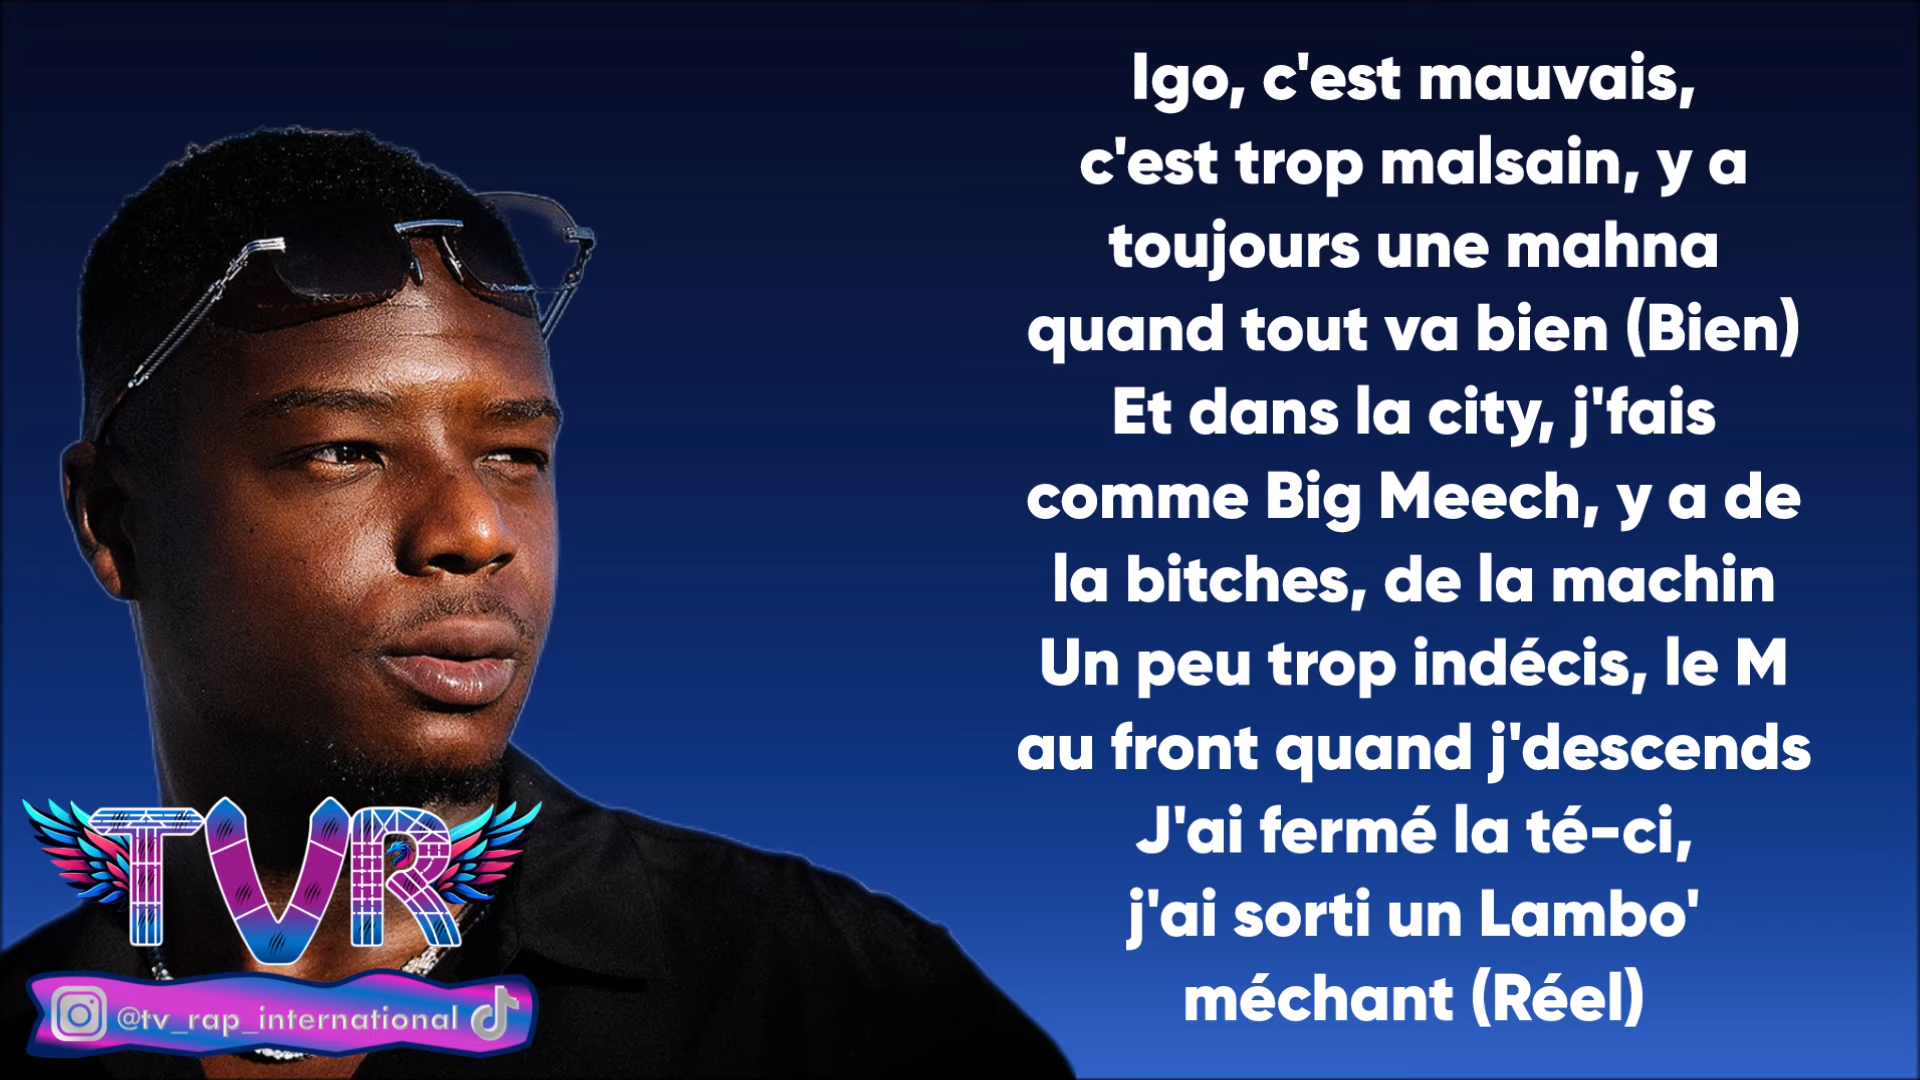 Igo, c'est mauvais,
c'est trop malsain, y a
toujours une mahna
quand tout va bien (Bien)
Et dans la city, j'fais
comme Big Meech, y a de
la bitches, de la machin
Un peu trop indécis, le M
au front quand j'descends
J'ai fermé la té-ci,
j'ai sorti un Lambo'
méchant (Réel)
TVR
@tv_rap_international